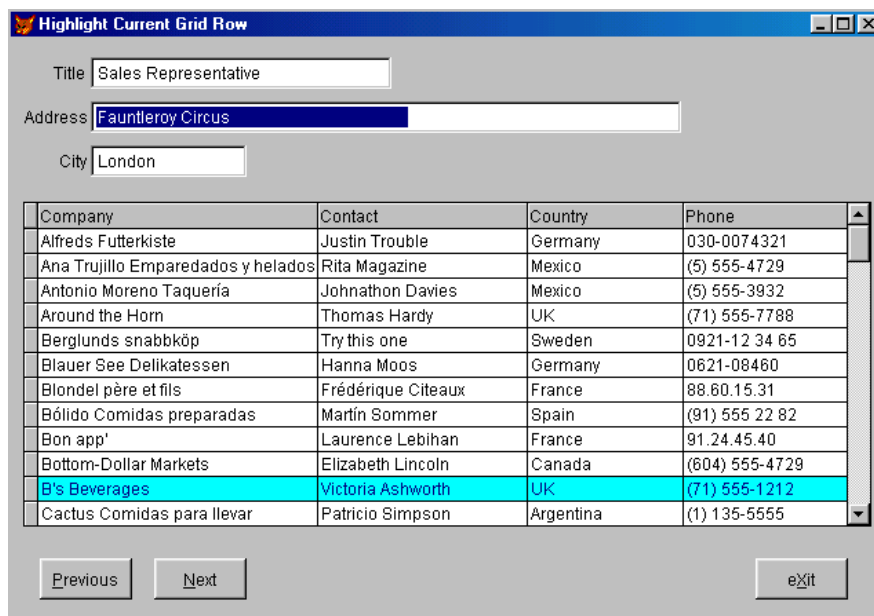 Highlight Current Grid Row
Title Sales Representative
Address Fauntleroy Circus
City London
Company Contact Country Phone
Alfreds Futterkiste Justin Trouble Germany 030-0074321
Ana Trujillo Emparedados y helados Rita Magazine Mexico (5) 555-4729
Antonio Moreno Taquería Johnathon Davies Mexico (5) 555-3932
Around the Horn Thomas Hardy UK (71) 555-7788
Berglunds snabbköp Try this one Sweden 0921-12 34 65
Blauer See Delikatessen Hanna Moos Germany 0621-08460
Blondel père et fils Frédérique Citeaux France 88.60.15.31
Bólido Comidas preparadas Martín Sommer Spain (91) 555 22 82
Bon app' Laurence Lebihan France 91.24.45.40
Bottom-Dollar Markets Elizabeth Lincoln Canada (604) 555-4729
B's Beverages Victoria Ashworth UK (71) 555-1212
Cactus Comidas para llevar Patricio Simpson Argentina (1) 135-5555
Previous Next eXit